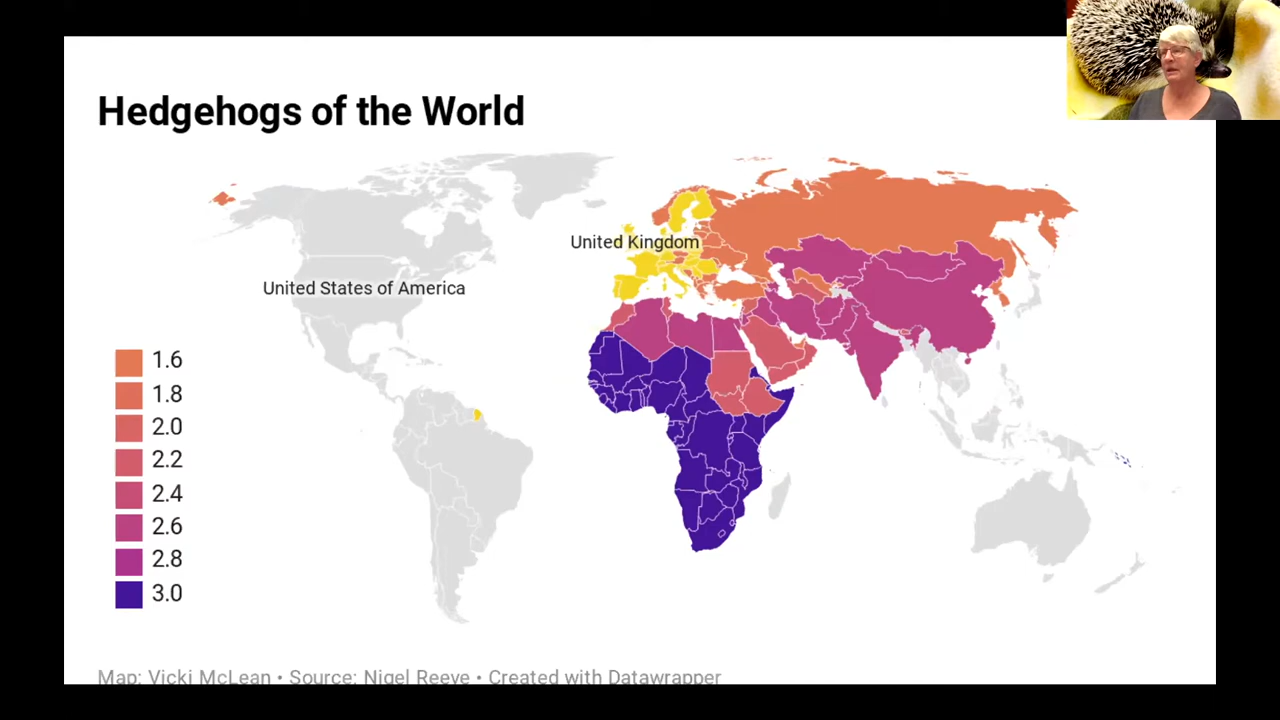 Hedgehogs of the World
United Kingdom
United States of America
1.6
1.8
2.0
2.2
2.4
2.6
2.8
3.0
Map: Vicki McLean • Source: Nigel Reeve • Created with Datawrapper